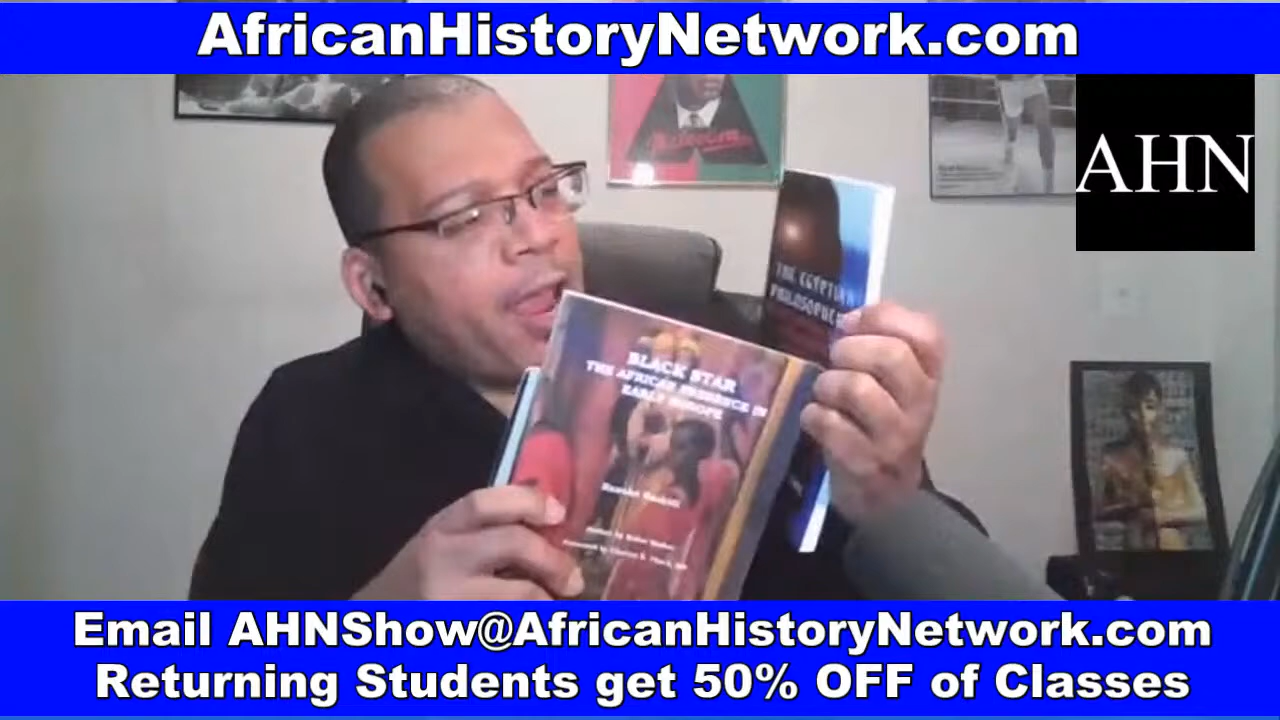 AfricanHistoryNetwork.com
AHN
THE EGYPTIAN
PHILOSOPHERS
BLACK STAR
THE AFRICAN PRESENCE IN
EARLY EUROPE
Email AHNShow@AfricanHistoryNetwork.com
Returning Students get 50% OFF of Classes